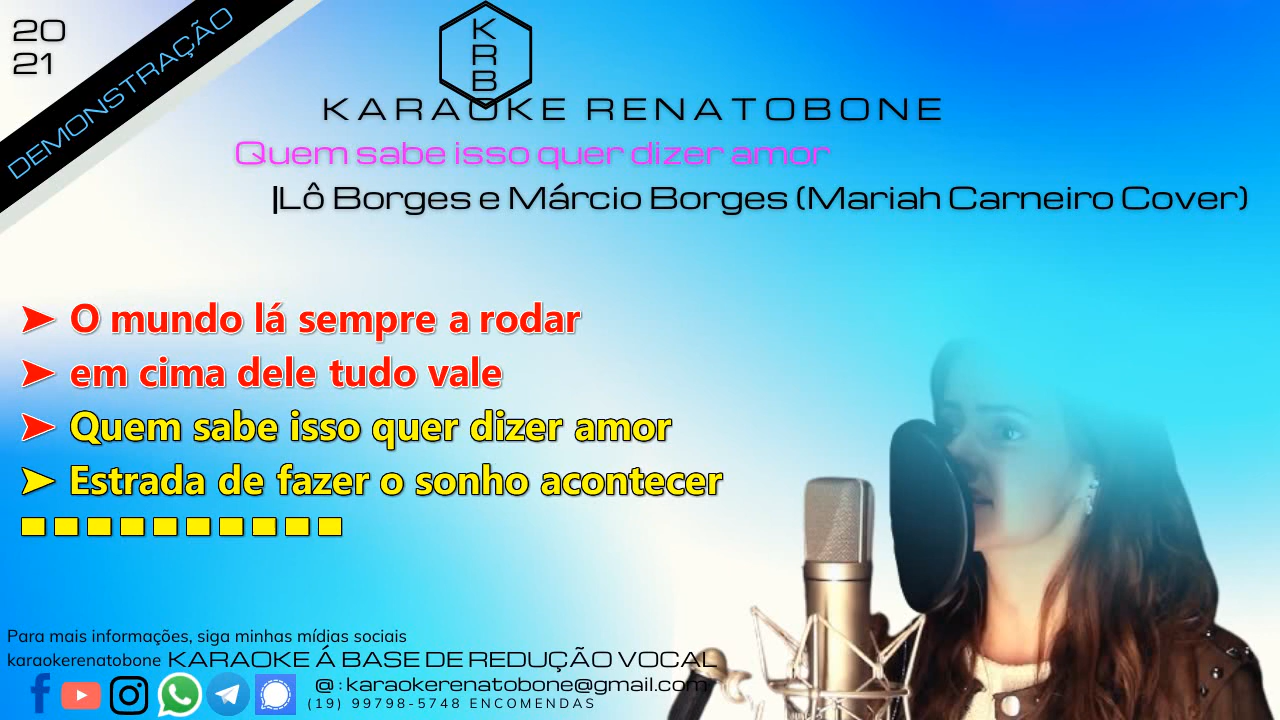 20
21
DEMONSTRAÇÃO
K
R
B
KARAOKE RENATOBONE
Quem sabe isso quer dizer amor
|Lô Borges e Márcio Borges (Mariah Carneiro Cover)
➤ O mundo lá sempre a rodar
➤ em cima dele tudo vale
➤ Quem sabe isso quer dizer amor
➤ Estrada de fazer o sonho acontecer
Para mais informações, siga minhas mídias sociais
karaokerenatobone KARAOKE Á BASE DE REDUÇÃO VOCAL
@:karaokerenatobone@gmail.com
(19) 99798-5748 ENCOMENDAS